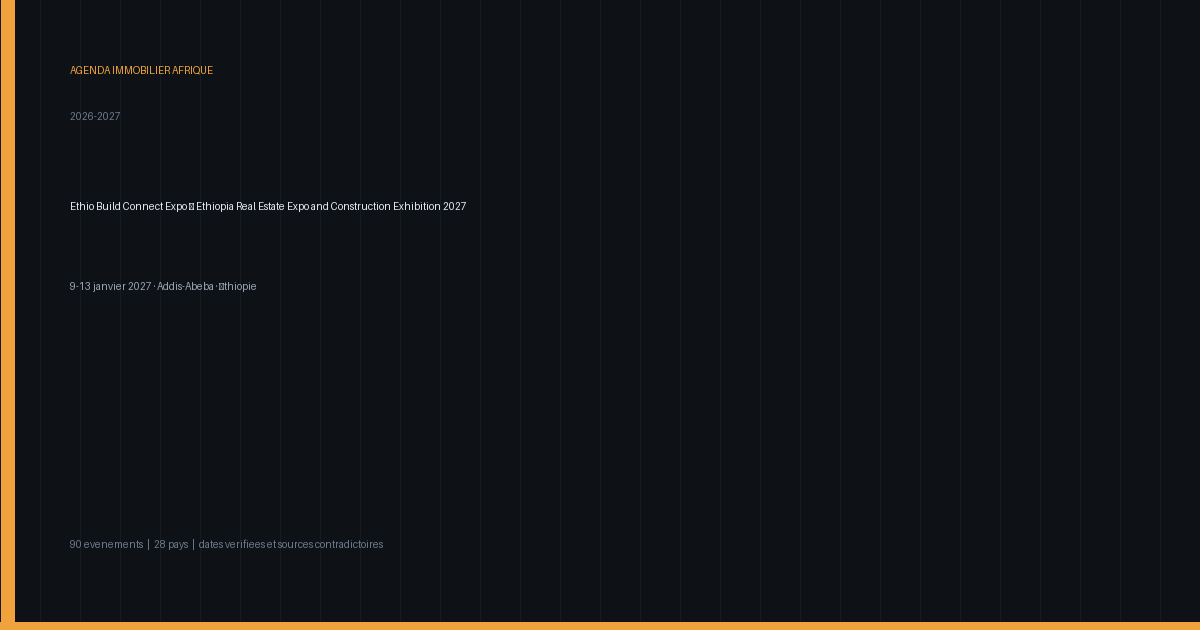 AGENDA IMMOBILIER AFRIQUE
2026-2027
Ethio Build Connect Expo ☒ Ethiopia Real Estate Expo and Construction Exhibition 2027
9-13 janvier 2027 · Addis-Abeba · ☒thiopie
90 evenements | 28 pays | dates verifiees et sources contradictoires